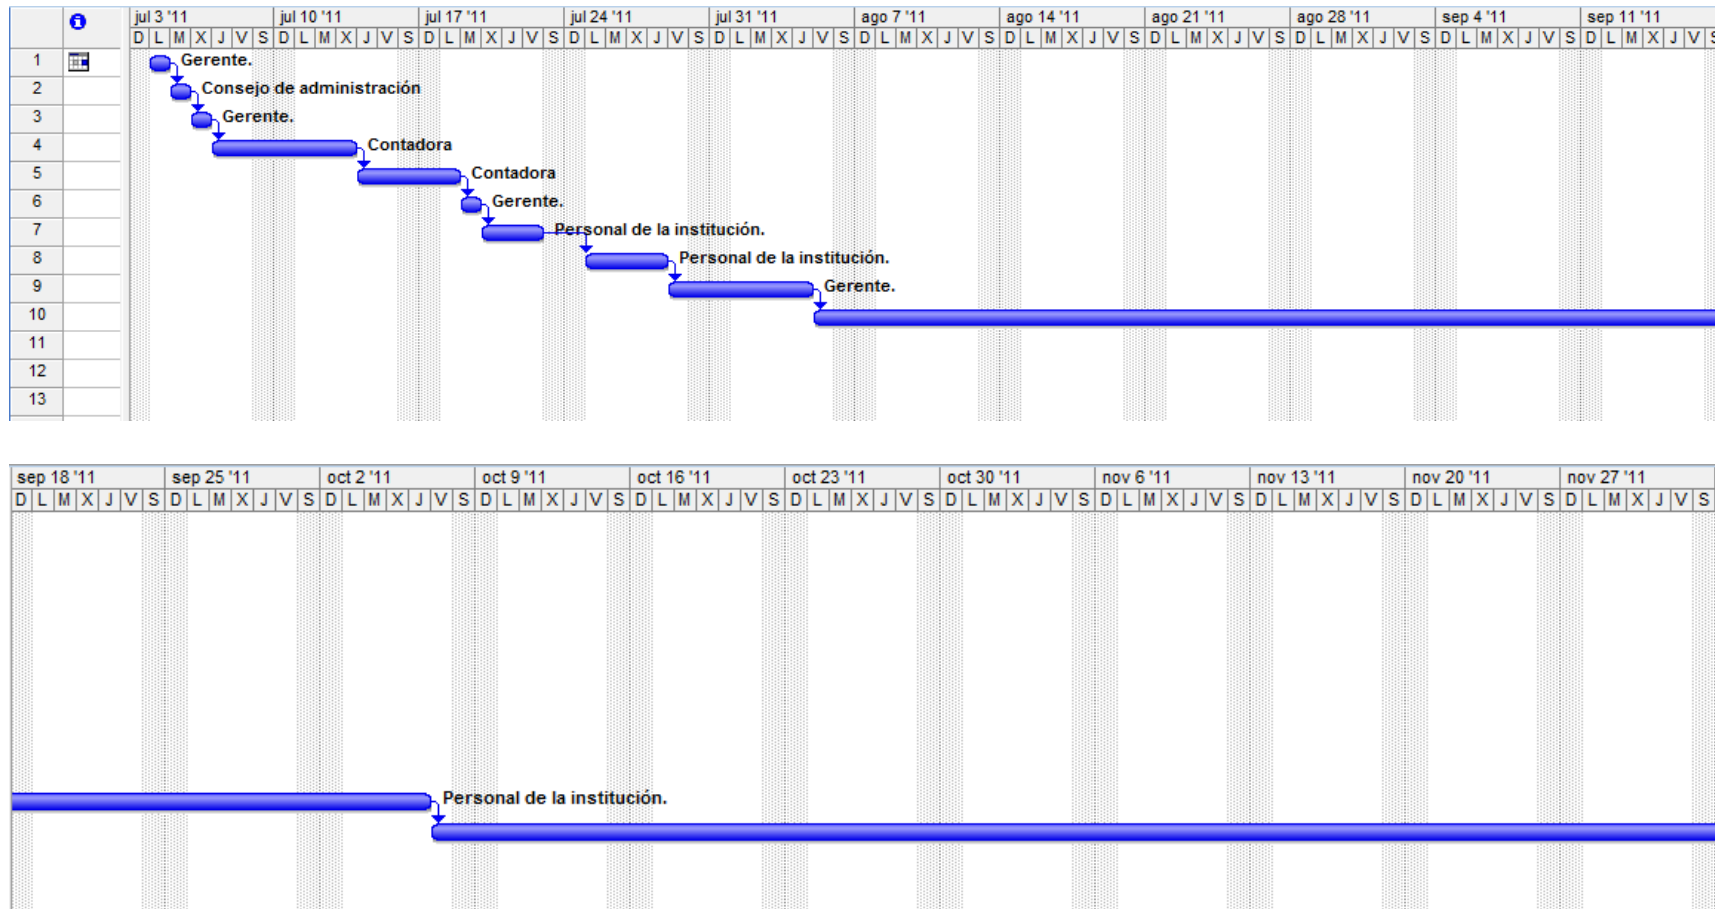 jul 3 '11 jul 10 '11 jul 17 '11 jul 24 '11 jul 31 '11 ago 7 '11 ago 14 '11 ago 21 '11 ago 28 '11 sep 4 '11 sep 11 '11
D L M X J V S D L M X J V S D L M X J V S D L M X J V S D L M X J V S D L M X J V S D L M X J V S D L M X J V S D L M X J V S D L M X J V S D L M X J V S
1 Gerente.
2 Consejo de administración
3 Gerente.
4 Contadora
5 Contadora
6 Gerente.
7 Personal de la institución.
8 Personal de la institución.
9 Gerente.
10
11
12
13
sep 18 '11 sep 25 '11 oct 2 '11 oct 9 '11 oct 16 '11 oct 23 '11 oct 30 '11 nov 6 '11 nov 13 '11 nov 20 '11 nov 27 '11
D L M X J V S D L M X J V S D L M X J V S D L M X J V S D L M X J V S D L M X J V S D L M X J V S D L M X J V S D L M X J V S D L M X J V S D L M X J V S
Personal de la institución.